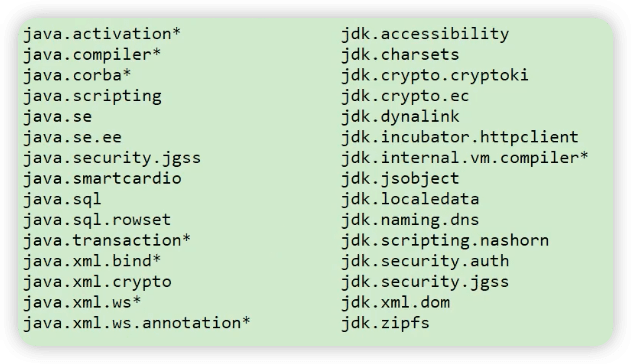 java.activation*
java.compiler*
java.corba*
java.scripting
java.se
java.se.ee
java.security.jgss
java.smartcardio
java.sql
java.sql.rowset
java.transaction*
java.xml.bind*
java.xml.crypto
java.xml.ws*
java.xml.ws.annotation*
jdk.accessibility
jdk.charsets
jdk.crypto.cryptoki
jdk.crypto.ec
jdk.dynalink
jdk.incubator.httpclient
jdk.internal.vm.compiler*
jdk.jsobject
jdk.localedata
jdk.naming.dns
jdk.scripting.nashorn
jdk.security.auth
jdk.security.jgss
jdk.xml.dom
jdk.zipfs